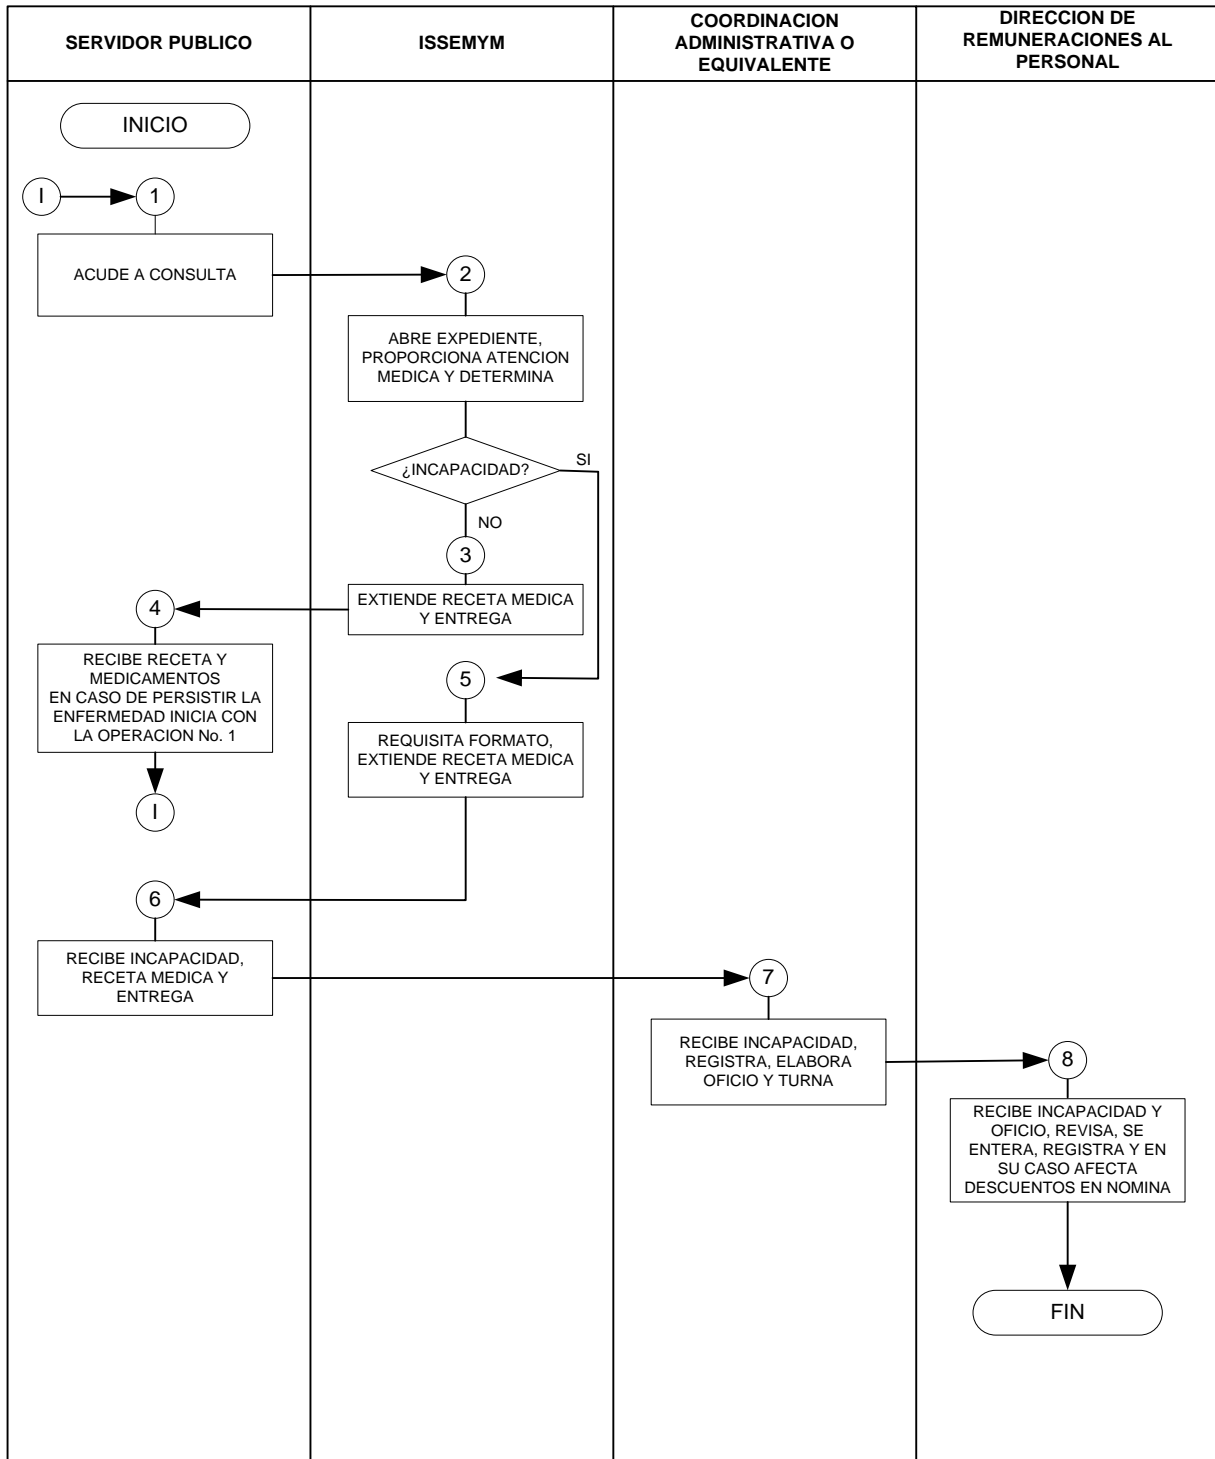 SERVIDOR PUBLICO
ISSEMYM
COORDINACION
ADMINISTRATIVA O
EQUIVALENTE
DIRECCION DE
REMUNERACIONES AL
PERSONAL
INICIO
I
1
ACUDE A CONSULTA
2
ABRE EXPEDIENTE,
PROPORCIONA ATENCION
MEDICA Y DETERMINA
¿INCAPACIDAD?
SI
NO
3
EXTIENDE RECETA MEDICA
Y ENTREGA
4
RECIBE RECETA Y
MEDICAMENTOS
EN CASO DE PERSISTIR LA
ENFERMEDAD INICIA CON
LA OPERACION No. 1
I
5
REQUISITA FORMATO,
EXTIENDE RECETA MEDICA
Y ENTREGA
6
RECIBE INCAPACIDAD,
RECETA MEDICA Y
ENTREGA
7
RECIBE INCAPACIDAD,
REGISTRA, ELABORA
OFICIO Y TURNA
8
RECIBE INCAPACIDAD Y
OFICIO, REVISA, SE
ENTERA, REGISTRA Y EN
SU CASO AFECTA
DESCUENTOS EN NOMINA
FIN